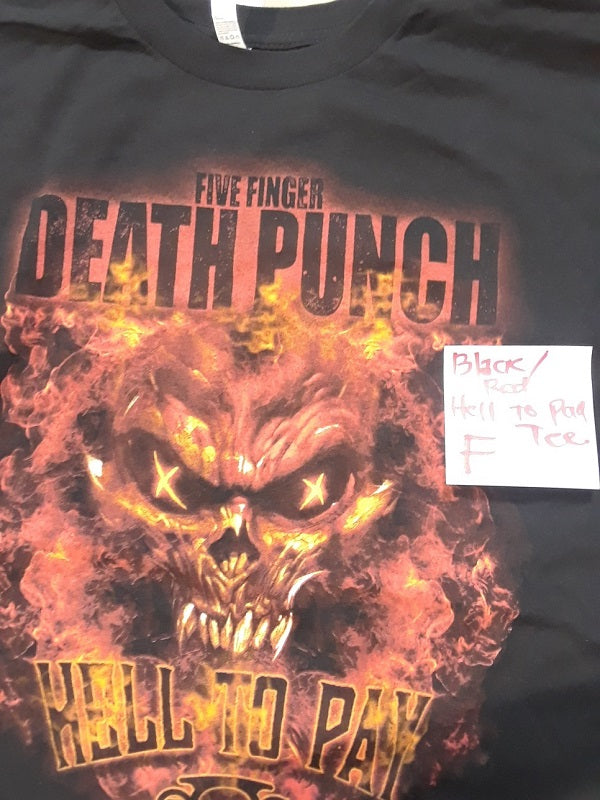 FIVE FINGER
DEATH PUNCH
Black/
Red
Hell To Pay
Tee
F
HELL TO PAY